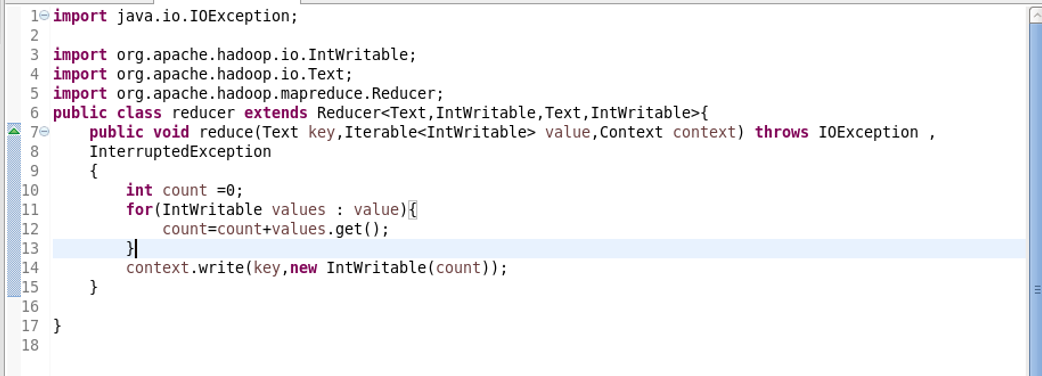 1 import java.io.IOException;
2
3 import org.apache.hadoop.io.IntWritable;
4 import org.apache.hadoop.io.Text;
5 import org.apache.hadoop.mapreduce.Reducer;
6 public class reducer extends Reducer<Text,IntWritable,Text,IntWritable>{
7     public void reduce(Text key,Iterable<IntWritable> value,Context context) throws IOException ,
8     InterruptedException
9     {
10         int count =0;
11         for(IntWritable values : value){
12             count=count+values.get();
13         }
14         context.write(key,new IntWritable(count));
15     }
16
17 }
18